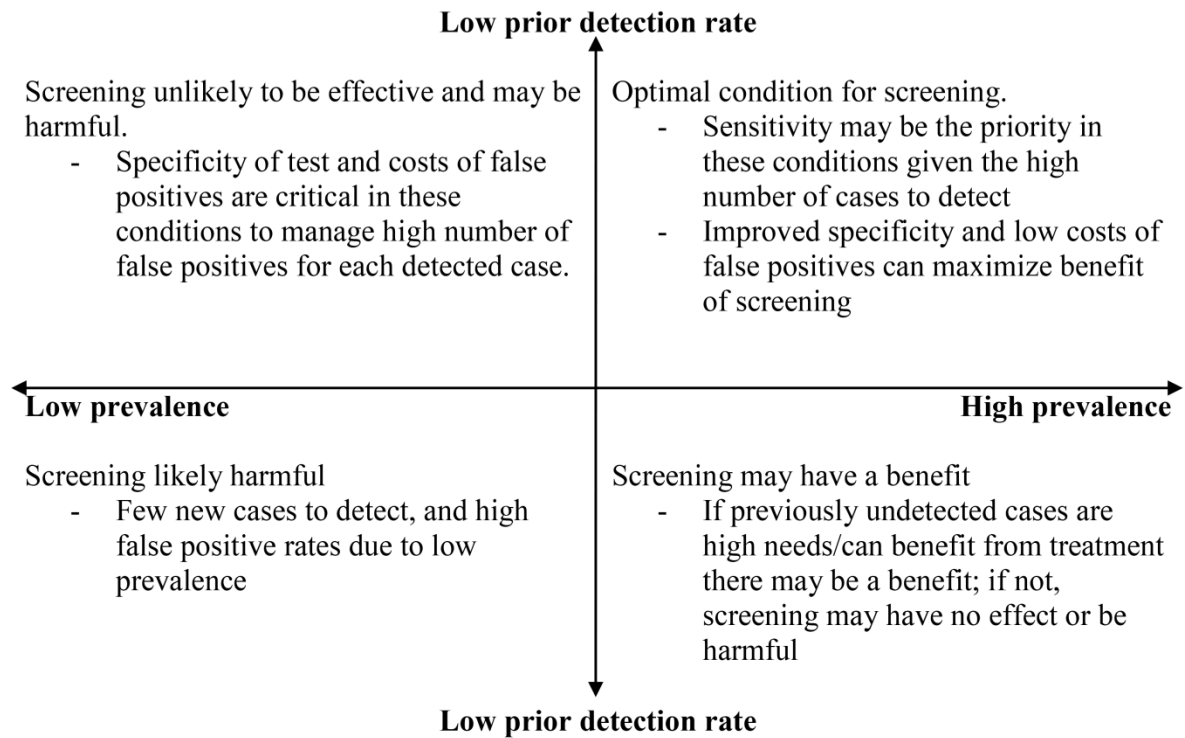 Low prior detection rate
Screening unlikely to be effective and may be
harmful.
- Specificity of test and costs of false
positives are critical in these
conditions to manage high number of
false positives for each detected case.
Optimal condition for screening.
- Sensitivity may be the priority in
these conditions given the high
number of cases to detect
- Improved specificity and low costs of
false positives can maximize benefit
of screening
Low prevalence
High prevalence
Screening likely harmful
- Few new cases to detect, and high
false positive rates due to low
prevalence
Screening may have a benefit
- If previously undetected cases are
high needs/can benefit from treatment
there may be a benefit; if not,
screening may have no effect or be
harmful
Low prior detection rate